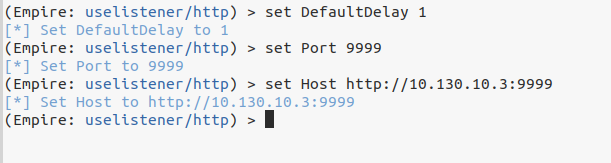 (Empire: uselistener/http) > set DefaultDelay 1
[*] Set DefaultDelay to 1
(Empire: uselistener/http) > set Port 9999
[*] Set Port to 9999
(Empire: uselistener/http) > set Host http://10.130.10.3:9999
[*] Set Host to http://10.130.10.3:9999
(Empire: uselistener/http) >